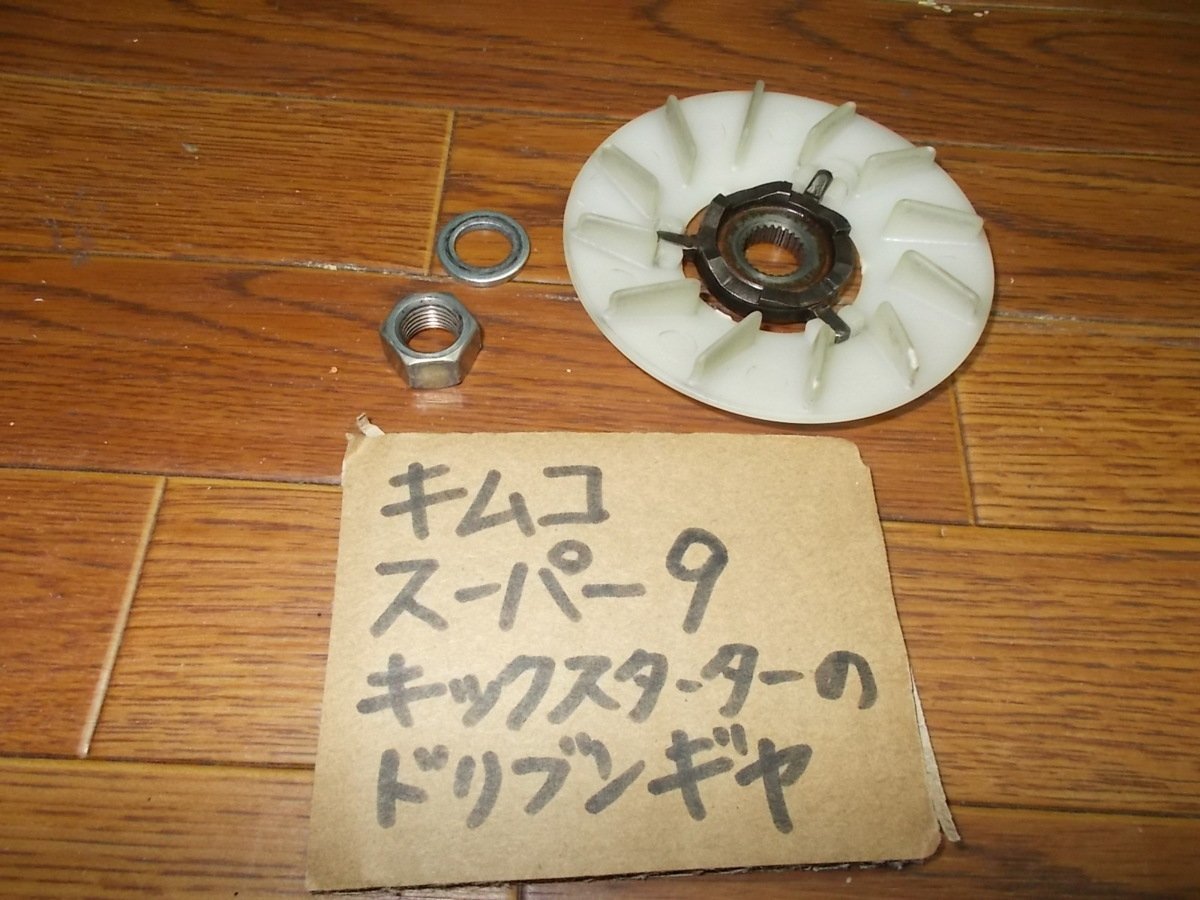 キムコ
スーパー9
キックスターターの
ドリブンギヤ